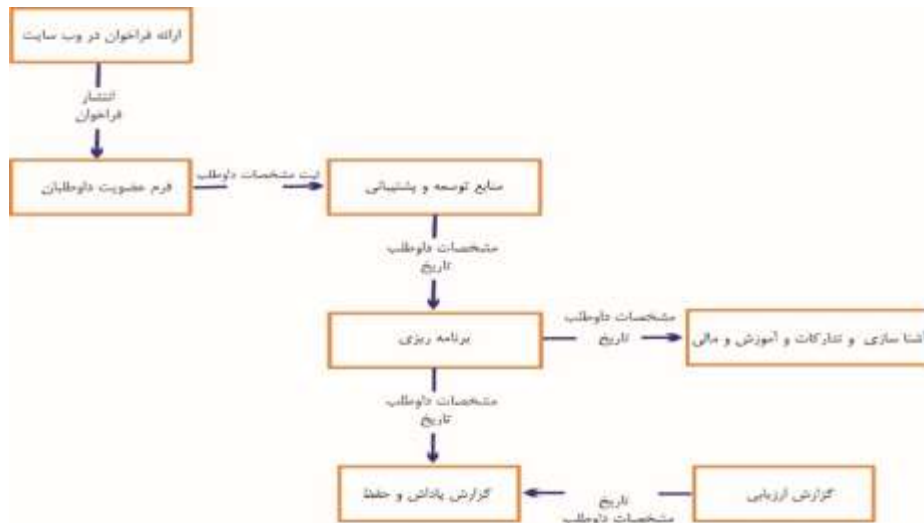 ارائه فراخوان در وب سایت
انتشار
فراخوان
فرم عضویت داوطلبان
ثبت مشخصات داوطلب
منابع توسعه و پشتیبانی
مشخصات داوطلب
تاریخ
برنامه ریزی
مشخصات داوطلب
تاریخ
آشنا سازی و تدارکات و آموزش و مالی
مشخصات داوطلب
تاریخ
گزارش پاداش و حفظ
تاریخ
مشخصات داوطلب
گزارش ارزیابی